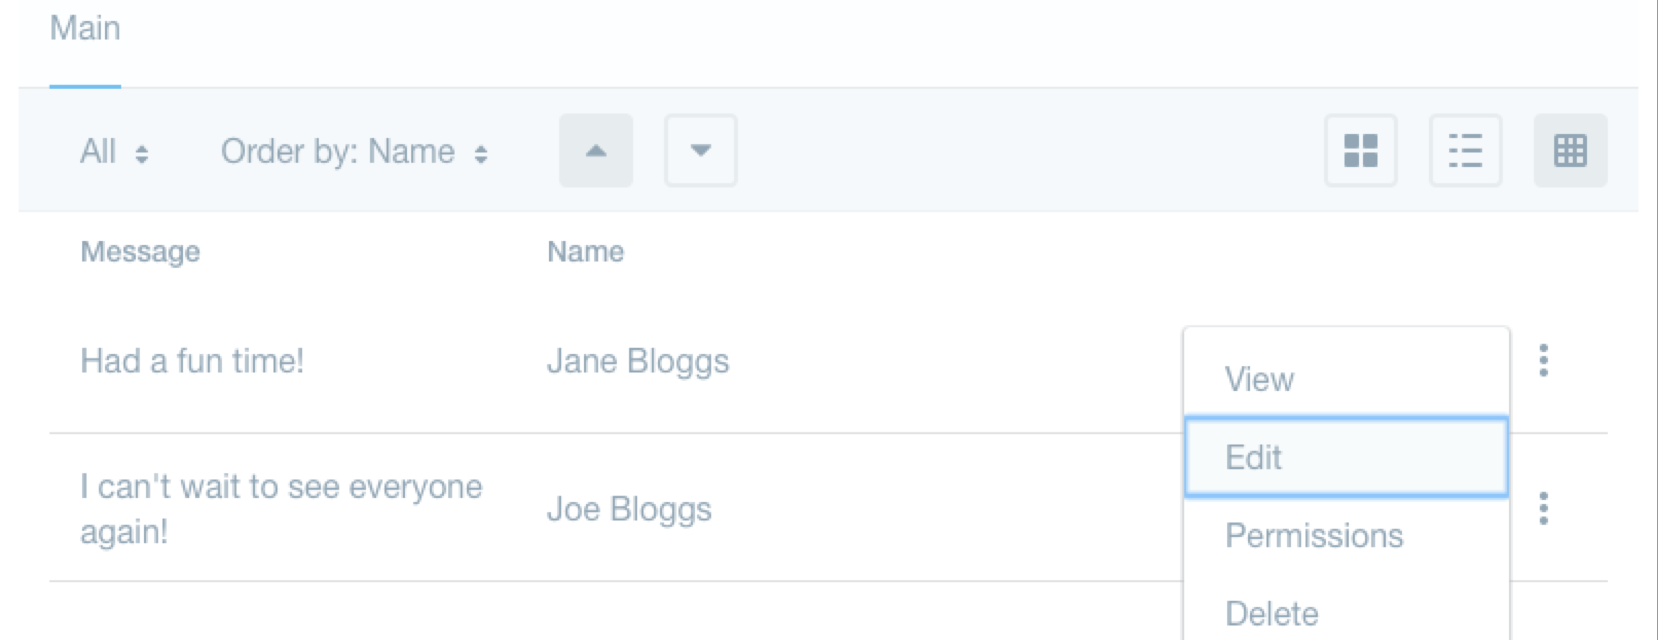 Main
All Order by: Name
Message Name
Had a fun time! Jane Bloggs
View
Edit
I can't wait to see everyone
again!
Joe Bloggs
Permissions
Delete